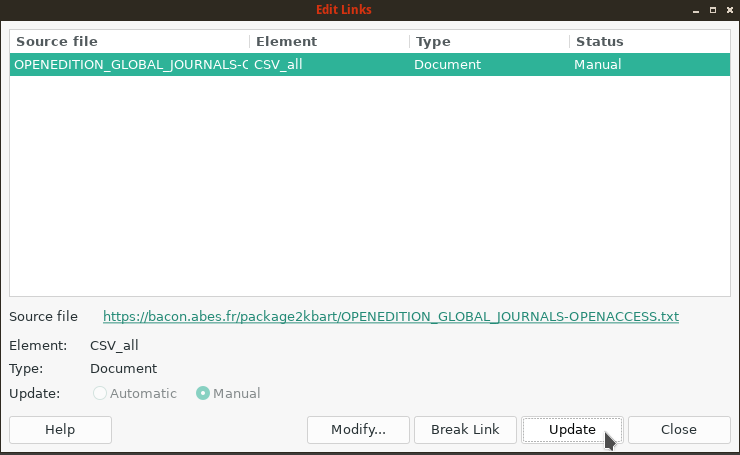 Edit Links
Source file Element Type Status
OPENEDITION_GLOBAL_JOURNALS-C CSV_all Document Manual
Source file https://bacon.abes.fr/package2kbart/OPENEDITION_GLOBAL_JOURNALS-OPENACCESS.txt
Element: CSV_all
Type: Document
Update: Automatic Manual
Help Modify... Break Link Update Close